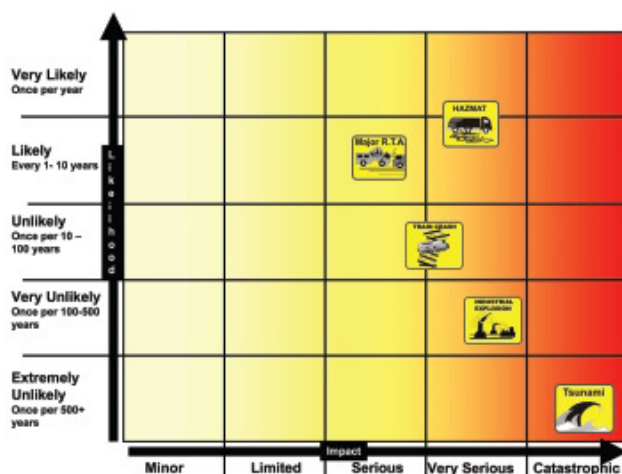 Very Likely
Once per year
HAZMAT
Likely
Every 1- 10 years
Major R.T.A
Likelihood
Unlikely
Once per 10 –
100 years
TRAIN CRASH
Very Unlikely
Once per 100-500
years
INDUSTRIAL
EXPLOSION
Extremely
Unlikely
Once per 500+
years
Tsunami
Impact
Minor
Limited
Serious
Very Serious
Catastrophic